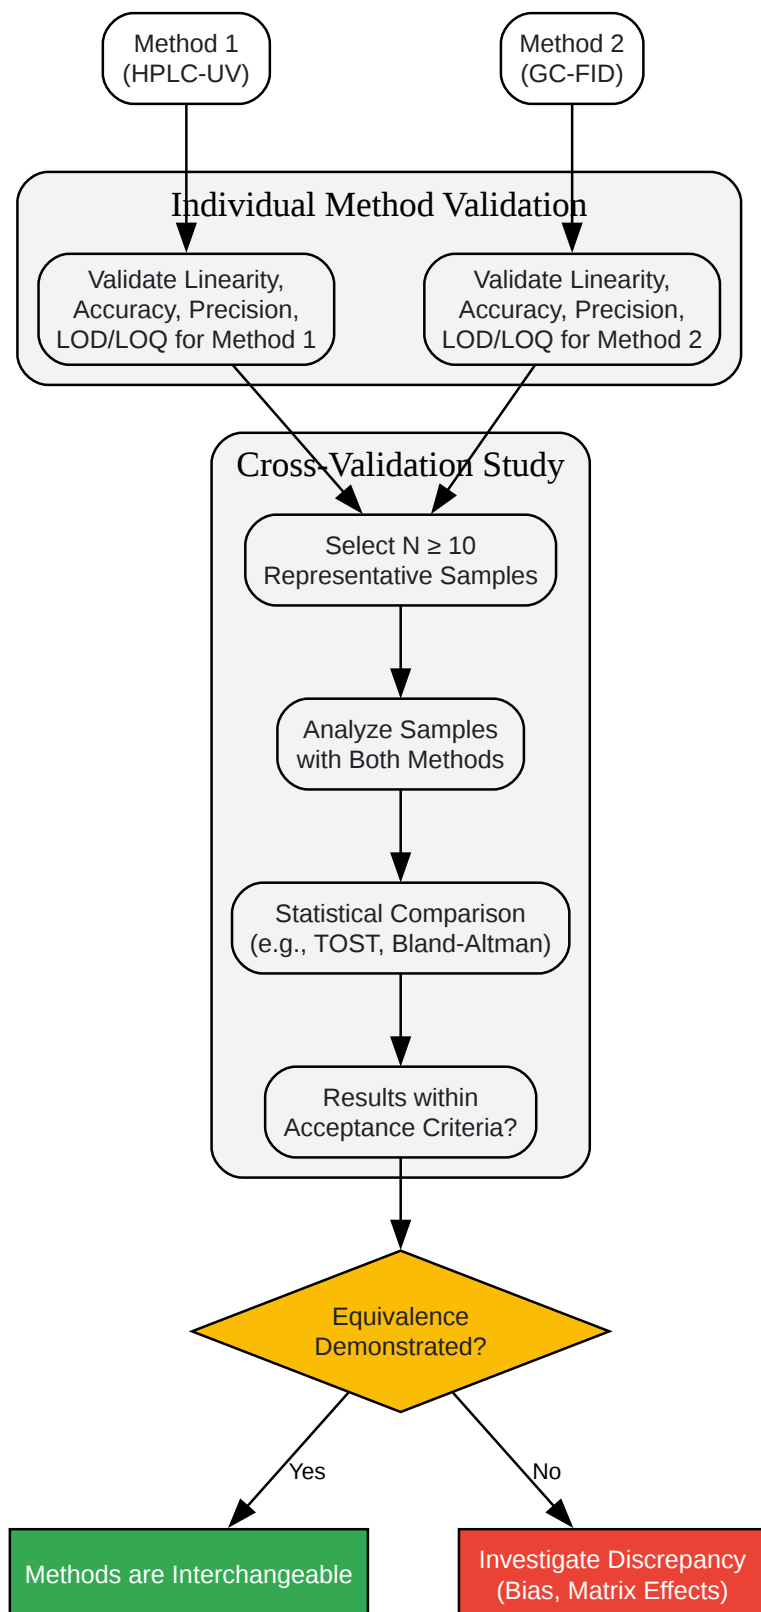 Method 1
(HPLC-UV)
Method 2
(GC-FID)
Individual Method Validation
Validate Linearity,
Accuracy, Precision,
LOD/LOQ for Method 1
Validate Linearity,
Accuracy, Precision,
LOD/LOQ for Method 2
Cross-Validation Study
Select N ≥ 10
Representative Samples
Analyze Samples
with Both Methods
Statistical Comparison
(e.g., TOST, Bland-Altman)
Results within
Acceptance Criteria?
Equivalence
Demonstrated?
Yes
No
Methods are Interchangeable
Investigate Discrepancy
(Bias, Matrix Effects)